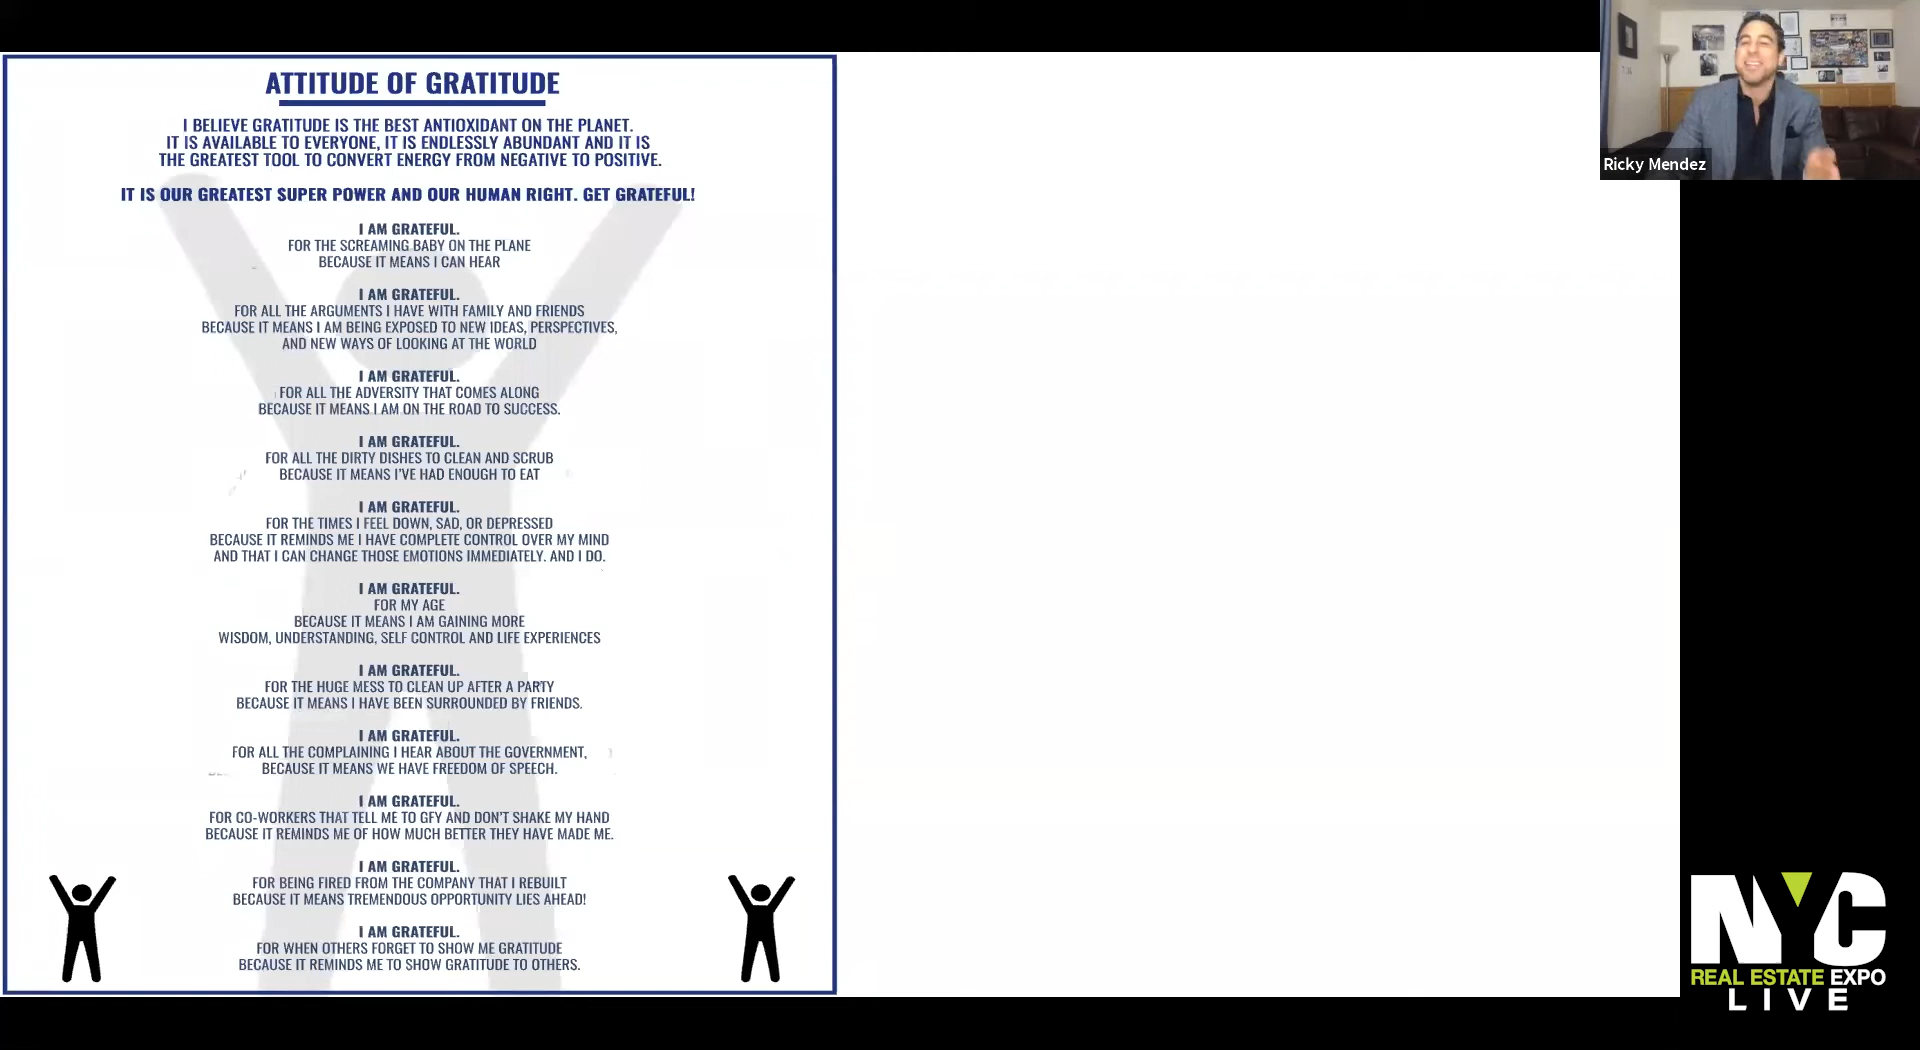 ATTITUDE OF GRATITUDE
I BELIEVE GRATITUDE IS THE BEST ANTIOXIDANT ON THE PLANET.
IT IS AVAILABLE TO EVERYONE, IT IS ENDLESSLY ABUNDANT AND IT IS
THE GREATEST TOOL TO CONVERT ENERGY FROM NEGATIVE TO POSITIVE.
IT IS OUR GREATEST SUPER POWER AND OUR HUMAN RIGHT. GET GRATEFUL!
I AM GRATEFUL.
FOR THE SCREAMING BABY ON THE PLANE
BECAUSE IT MEANS I CAN HEAR
I AM GRATEFUL.
FOR ALL THE ARGUMENTS I HAVE WITH FAMILY AND FRIENDS
BECAUSE IT MEANS I AM BEING EXPOSED TO NEW IDEAS, PERSPECTIVES,
AND NEW WAYS OF LOOKING AT THE WORLD
I AM GRATEFUL.
FOR ALL THE ADVERSITY THAT COMES ALONG
BECAUSE IT MEANS I AM ON THE ROAD TO SUCCESS.
I AM GRATEFUL.
FOR ALL THE DIRTY DISHES TO CLEAN AND SCRUB
BECAUSE IT MEANS I'VE HAD ENOUGH TO EAT
I AM GRATEFUL.
FOR THE TIMES I FEEL DOWN, SAD, OR DEPRESSED
BECAUSE IT REMINDS ME I HAVE COMPLETE CONTROL OVER MY MIND
AND THAT I CAN CHANGE THOSE EMOTIONS IMMEDIATELY. AND I DO.
I AM GRATEFUL.
FOR MY AGE
BECAUSE IT MEANS I AM GAINING MORE
WISDOM, UNDERSTANDING, SELF CONTROL AND LIFE EXPERIENCES
I AM GRATEFUL.
FOR THE HUGE MESS TO CLEAN UP AFTER A PARTY
BECAUSE IT MEANS I HAVE BEEN SURROUNDED BY FRIENDS.
I AM GRATEFUL.
FOR ALL THE COMPLAINING I HEAR ABOUT THE GOVERNMENT,
BECAUSE IT MEANS WE HAVE FREEDOM OF SPEECH.
I AM GRATEFUL.
FOR CO-WORKERS THAT TELL ME TO GFY AND DON'T SHAKE MY HAND
BECAUSE IT REMINDS ME OF HOW MUCH BETTER THEY HAVE MADE ME.
I AM GRATEFUL.
FOR BEING FIRED FROM THE COMPANY THAT I REBUILT
BECAUSE IT MEANS TREMENDOUS OPPORTUNITY LIES AHEAD!
I AM GRATEFUL.
FOR WHEN OTHERS FORGET TO SHOW ME GRATITUDE
BECAUSE IT REMINDS ME TO SHOW GRATITUDE TO OTHERS.
Ricky Mendez
NYC
REAL ESTATE EXPO
LIVE